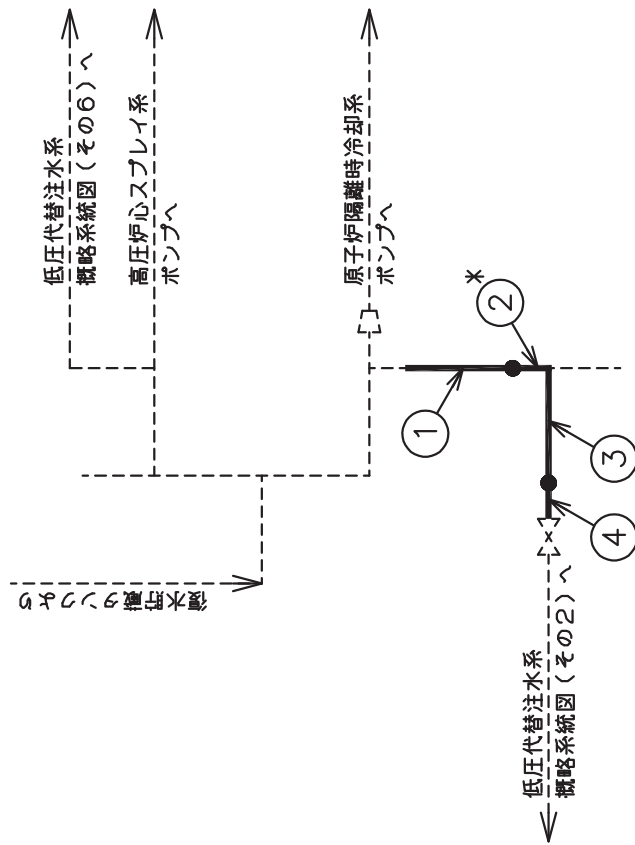 低圧代替注水系
概略系統図（その６）へ
高圧炉心スプレイ系
ポンプへ
原子炉隔離時冷却系
ポンプへ
復水貯蔵タンクより
1
2
*
3
4
低圧代替注水系
概略系統図（その２）へ